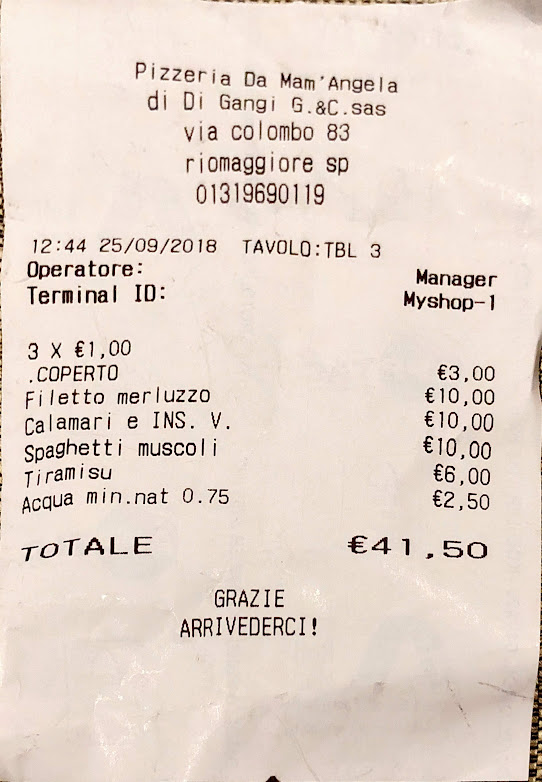 Pizzeria Da Mam'Angela
di Di Gangi G.&C.sas
via colombo 83
riomaggiore sp
01319690119
12:44 25/09/2018 TAVOLO:TBL 3
Operatore: Manager
Terminal ID: Myshop-1
3 X €1,00
.COPERTO €3,00
Filetto merluzzo €10,00
Calamari e INS. V. €10,00
Spaghetti muscoli €10,00
Tiramisu €6,00
Acqua min.nat 0.75 €2,50
TOTALE €41,50
GRAZIE
ARRIVEDERCI!